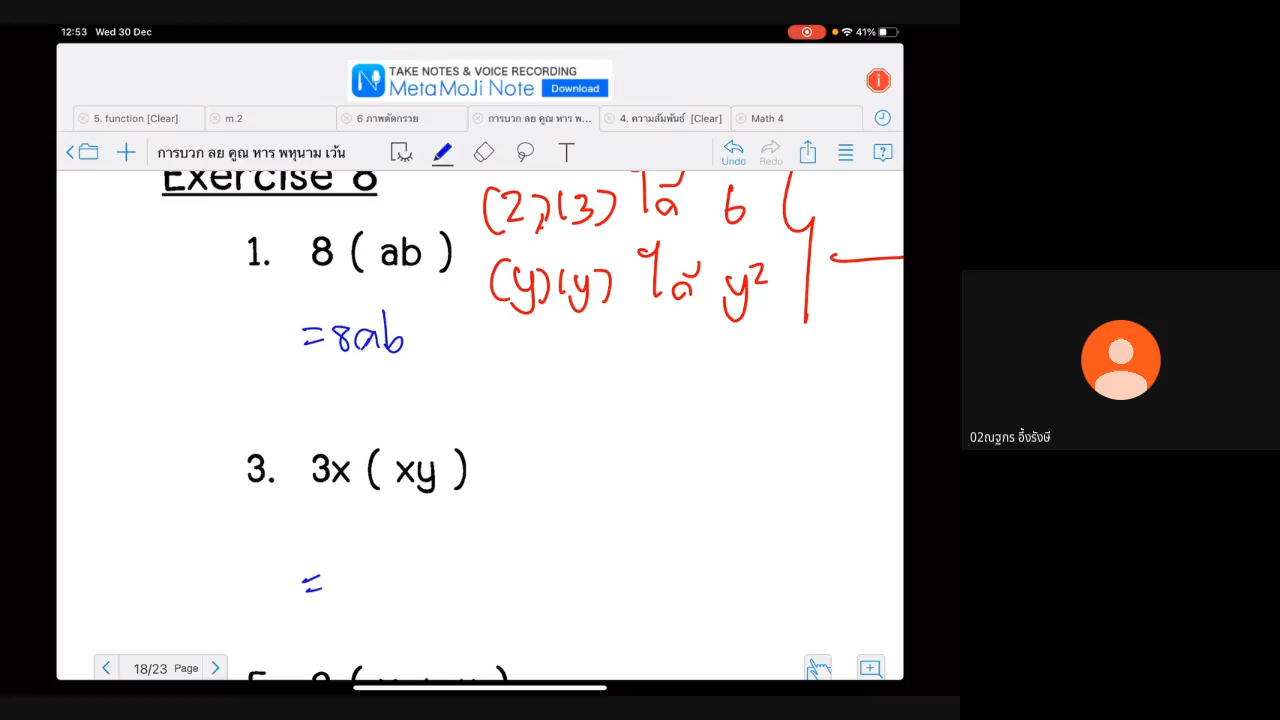 12:53 Wed 30 Dec
41%
TAKE NOTES & VOICE RECORDING
MetaMoJi Note Download
5. function [Clear]
m.2
6 ภาพตัดกรวย
การบวก ลย คูณ หาร พ...
4. ความสัมพันธ์ [Clear]
Math 4
การบวก ลย คูณ หาร พหุนาม เว้น
T
Undo
Redo
Exercise 8
(2)(3) ได้ 6
1. 8 ( ab )
(y)(y) ได้ y²
= 8ab
3. 3x ( xy )
=
02ณฐกร อึ้งรังษี
18/23 Page